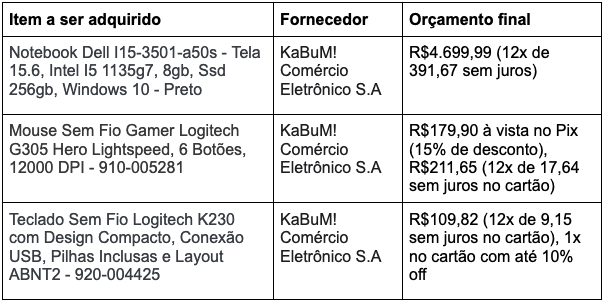 Item a ser adquirido
Fornecedor
Orçamento final
Notebook Dell I15-3501-a50s - Tela
15.6, Intel I5 1135g7, 8gb, Ssd
256gb, Windows 10 - Preto
KaBuM!
Comércio
Eletrônico S.A
R$4.699,99 (12x de
391,67 sem juros)
Mouse Sem Fio Gamer Logitech
G305 Hero Lightspeed, 6 Botões,
12000 DPI - 910-005281
KaBuM!
Comércio
Eletrônico S.A
R$179,90 à vista no Pix
(15% de desconto),
R$211,65 (12x de 17,64
sem juros no cartão)
Teclado Sem Fio Logitech K230
com Design Compacto, Conexão
USB, Pilhas Inclusas e Layout
ABNT2 - 920-004425
KaBuM!
Comércio
Eletrônico S.A
R$109,82 (12x de 9,15
sem juros no cartão), 1x
no cartão com até 10%
off